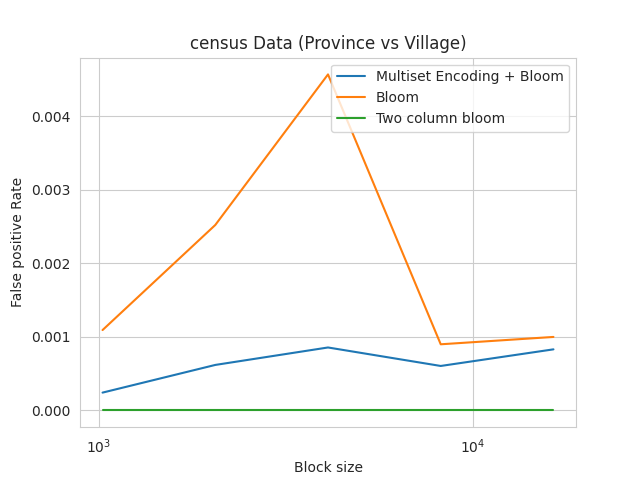 census Data (Province vs Village)
Multiset Encoding + Bloom
Bloom
Two column bloom
0.004
0.003
0.002
0.001
0.000
False positive Rate
10³
10⁴
Block size